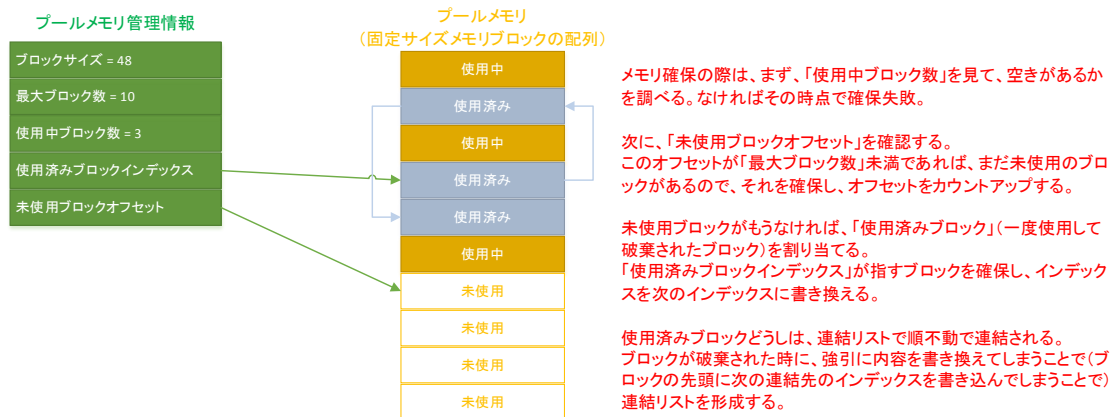 プールメモリ管理情報
ブロックサイズ = 48
最大ブロック数 = 10
使用中ブロック数 = 3
使用済みブロックインデックス
未使用ブロックオフセット
プールメモリ
（固定サイズメモリブロックの配列）
使用中
使用済み
使用中
使用済み
使用済み
使用中
未使用
未使用
未使用
未使用
メモリ確保の際は、まず、「使用中ブロック数」を見て、空きがあるか
を調べる。なければその時点で確保失敗。
次に、「未使用ブロックオフセット」を確認する。
このオフセットが「最大ブロック数」未満であれば、まだ未使用のブロ
ックがあるので、それを確保し、オフセットをカウントアップする。
未使用ブロックがもうなければ、「使用済みブロック」（一度使用して
破棄されたブロック）を割り当てる。
「使用済みブロックインデックス」が指すブロックを確保し、インデック
スを次のインデックスに書き換える。
使用済みブロックどうしは、連結リストで順不動で連結される。
ブロックが破棄された時に、強引に内容を書き換えてしまうことで（ブ
ロックの先頭に次の連結先のインデックスを書き込んでしまうことで）
連結リストを形成する。